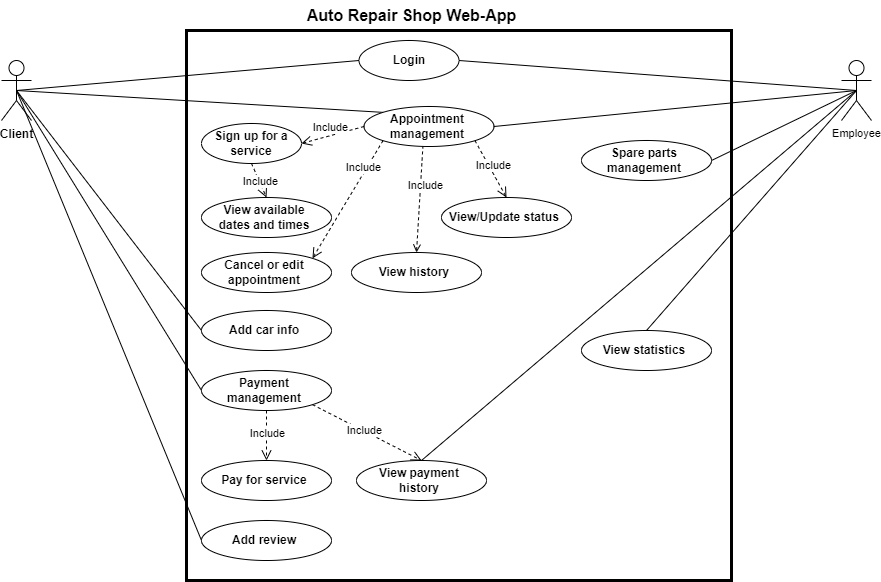 Auto Repair Shop Web-App
Login
Client
Employee
Appointment
management
Sign up for a
service
Include
Include
Include
Include
Include
Spare parts
management
View available
dates and times
View/Update status
Cancel or edit
appointment
View history
Add car info
View statistics
Payment
management
Include
Include
Pay for service
View payment
history
Add review